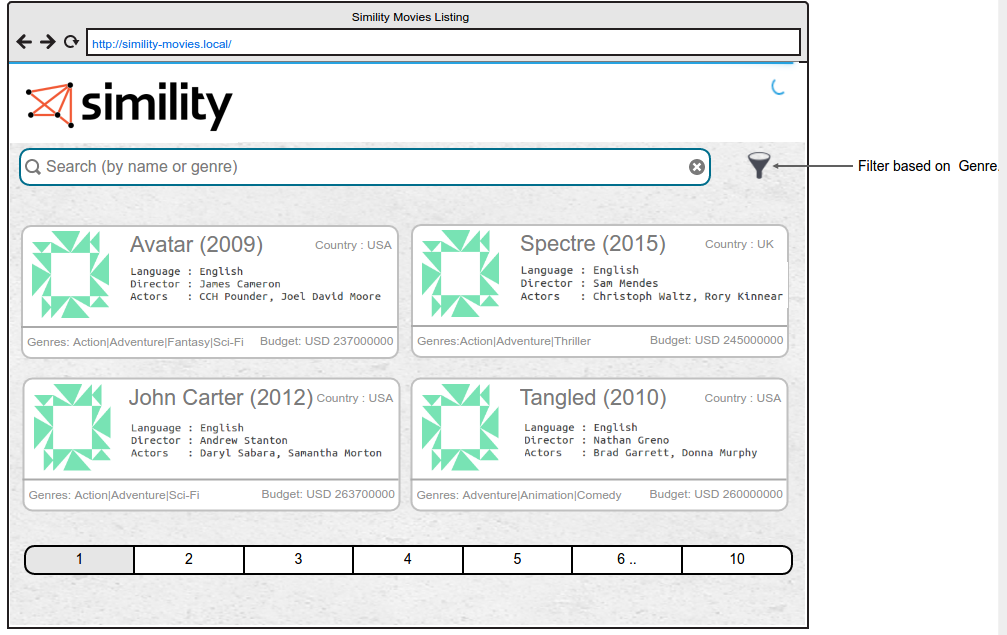 Simility Movies Listing
http://simility-movies.local/
simility
Search (by name or genre)
Filter based on  Genre.
Avatar (2009)
Country : USA
Language : English
Director : James Cameron
Actors   : CCH Pounder, Joel David Moore
Genres: Action|Adventure|Fantasy|Sci-Fi
Budget: USD 237000000
Spectre (2015)
Country : UK
Language : English
Director : Sam Mendes
Actors   : Christoph Waltz, Rory Kinnear
Genres:Action|Adventure|Thriller
Budget: USD 245000000
John Carter (2012)
Country : USA
Language : English
Director : Andrew Stanton
Actors   : Daryl Sabara, Samantha Morton
Genres: Action|Adventure|Sci-Fi
Budget: USD 263700000
Tangled (2010)
Country : USA
Language : English
Director : Nathan Greno
Actors   : Brad Garrett, Donna Murphy
Genres: Adventure|Animation|Comedy
Budget: USD 260000000
1 2 3 4 5 6 .. 10